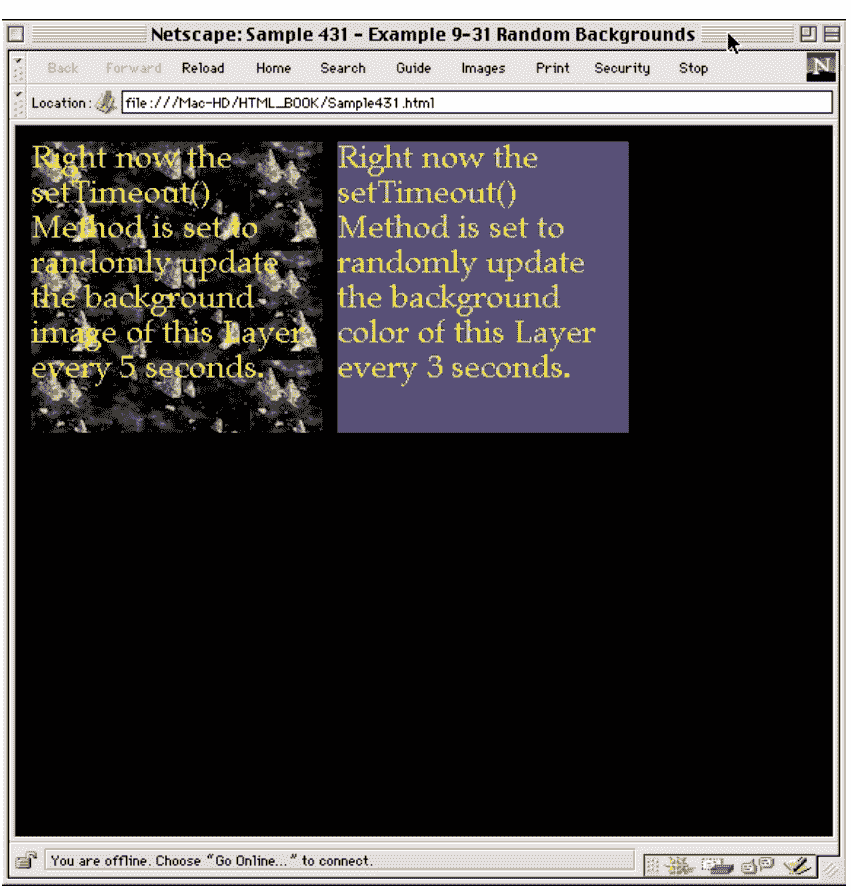 Netscape: Sample 431 - Example 9-31 Random Backgrounds
Back Forward Reload Home Search Guide Images Print Security Stop
N
Location: file:///Mac-HD/HTML_BOOK/Sample431.html
Right now the
setTimeout()
Method is set to
randomly update
the background
image of this Layer
every 5 seconds.
Right now the
setTimeout()
Method is set to
randomly update
the background
color of this Layer
every 3 seconds.
You are offline. Choose "Go Online..." to connect.